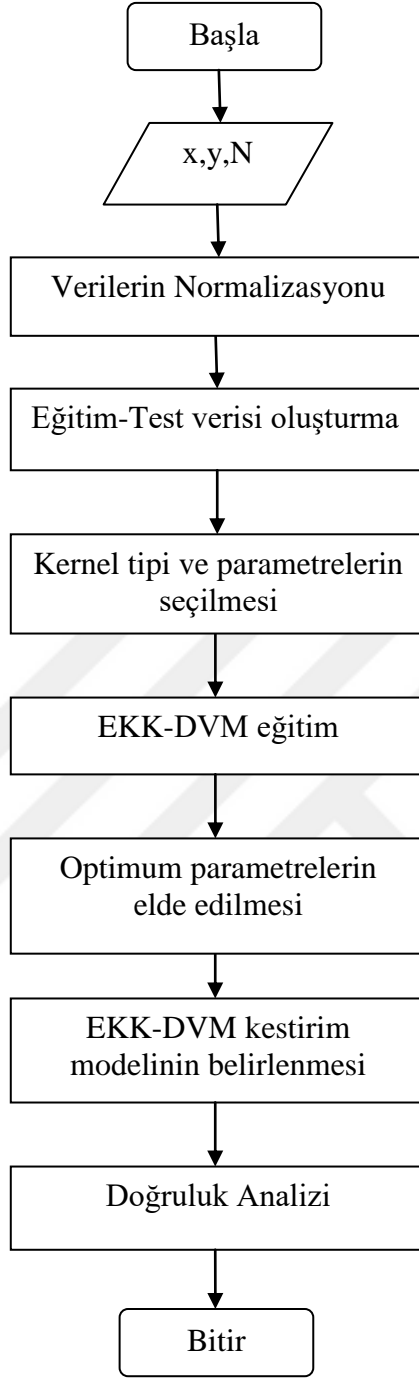 Başla
x,y,N
Verilerin Normalizasyonu
Eğitim-Test verisi oluşturma
Kernel tipi ve parametrelerin
seçilmesi
EKK-DVM eğitim
Optimum parametrelerin
elde edilmesi
EKK-DVM kestirim
modelinin belirlenmesi
Doğruluk Analizi
Bitir